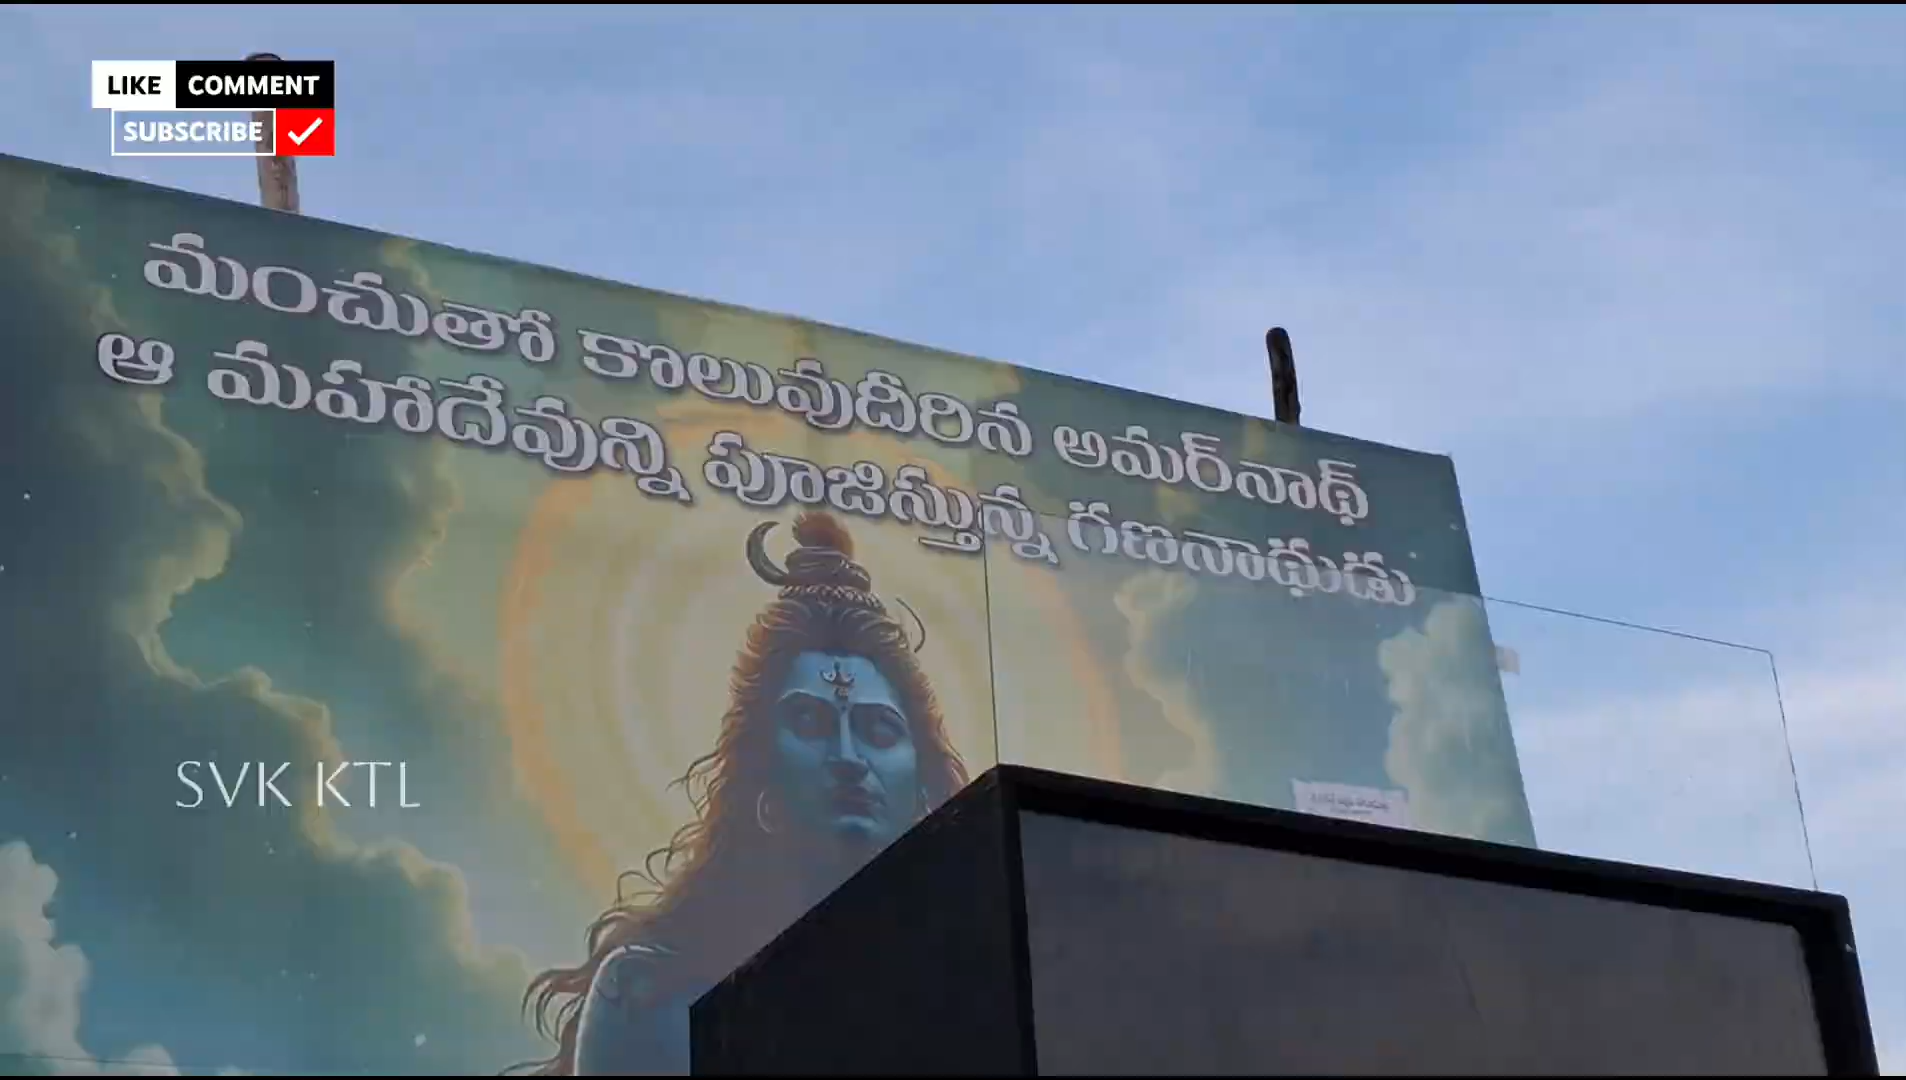 LIKE COMMENT
SUBSCRIBE
మంచుతో కొలువుదీరిన అమర్‌నాథ్
ఆ మహాదేవున్ని పూజిస్తున్న గణనాథుడు
SVK KTL